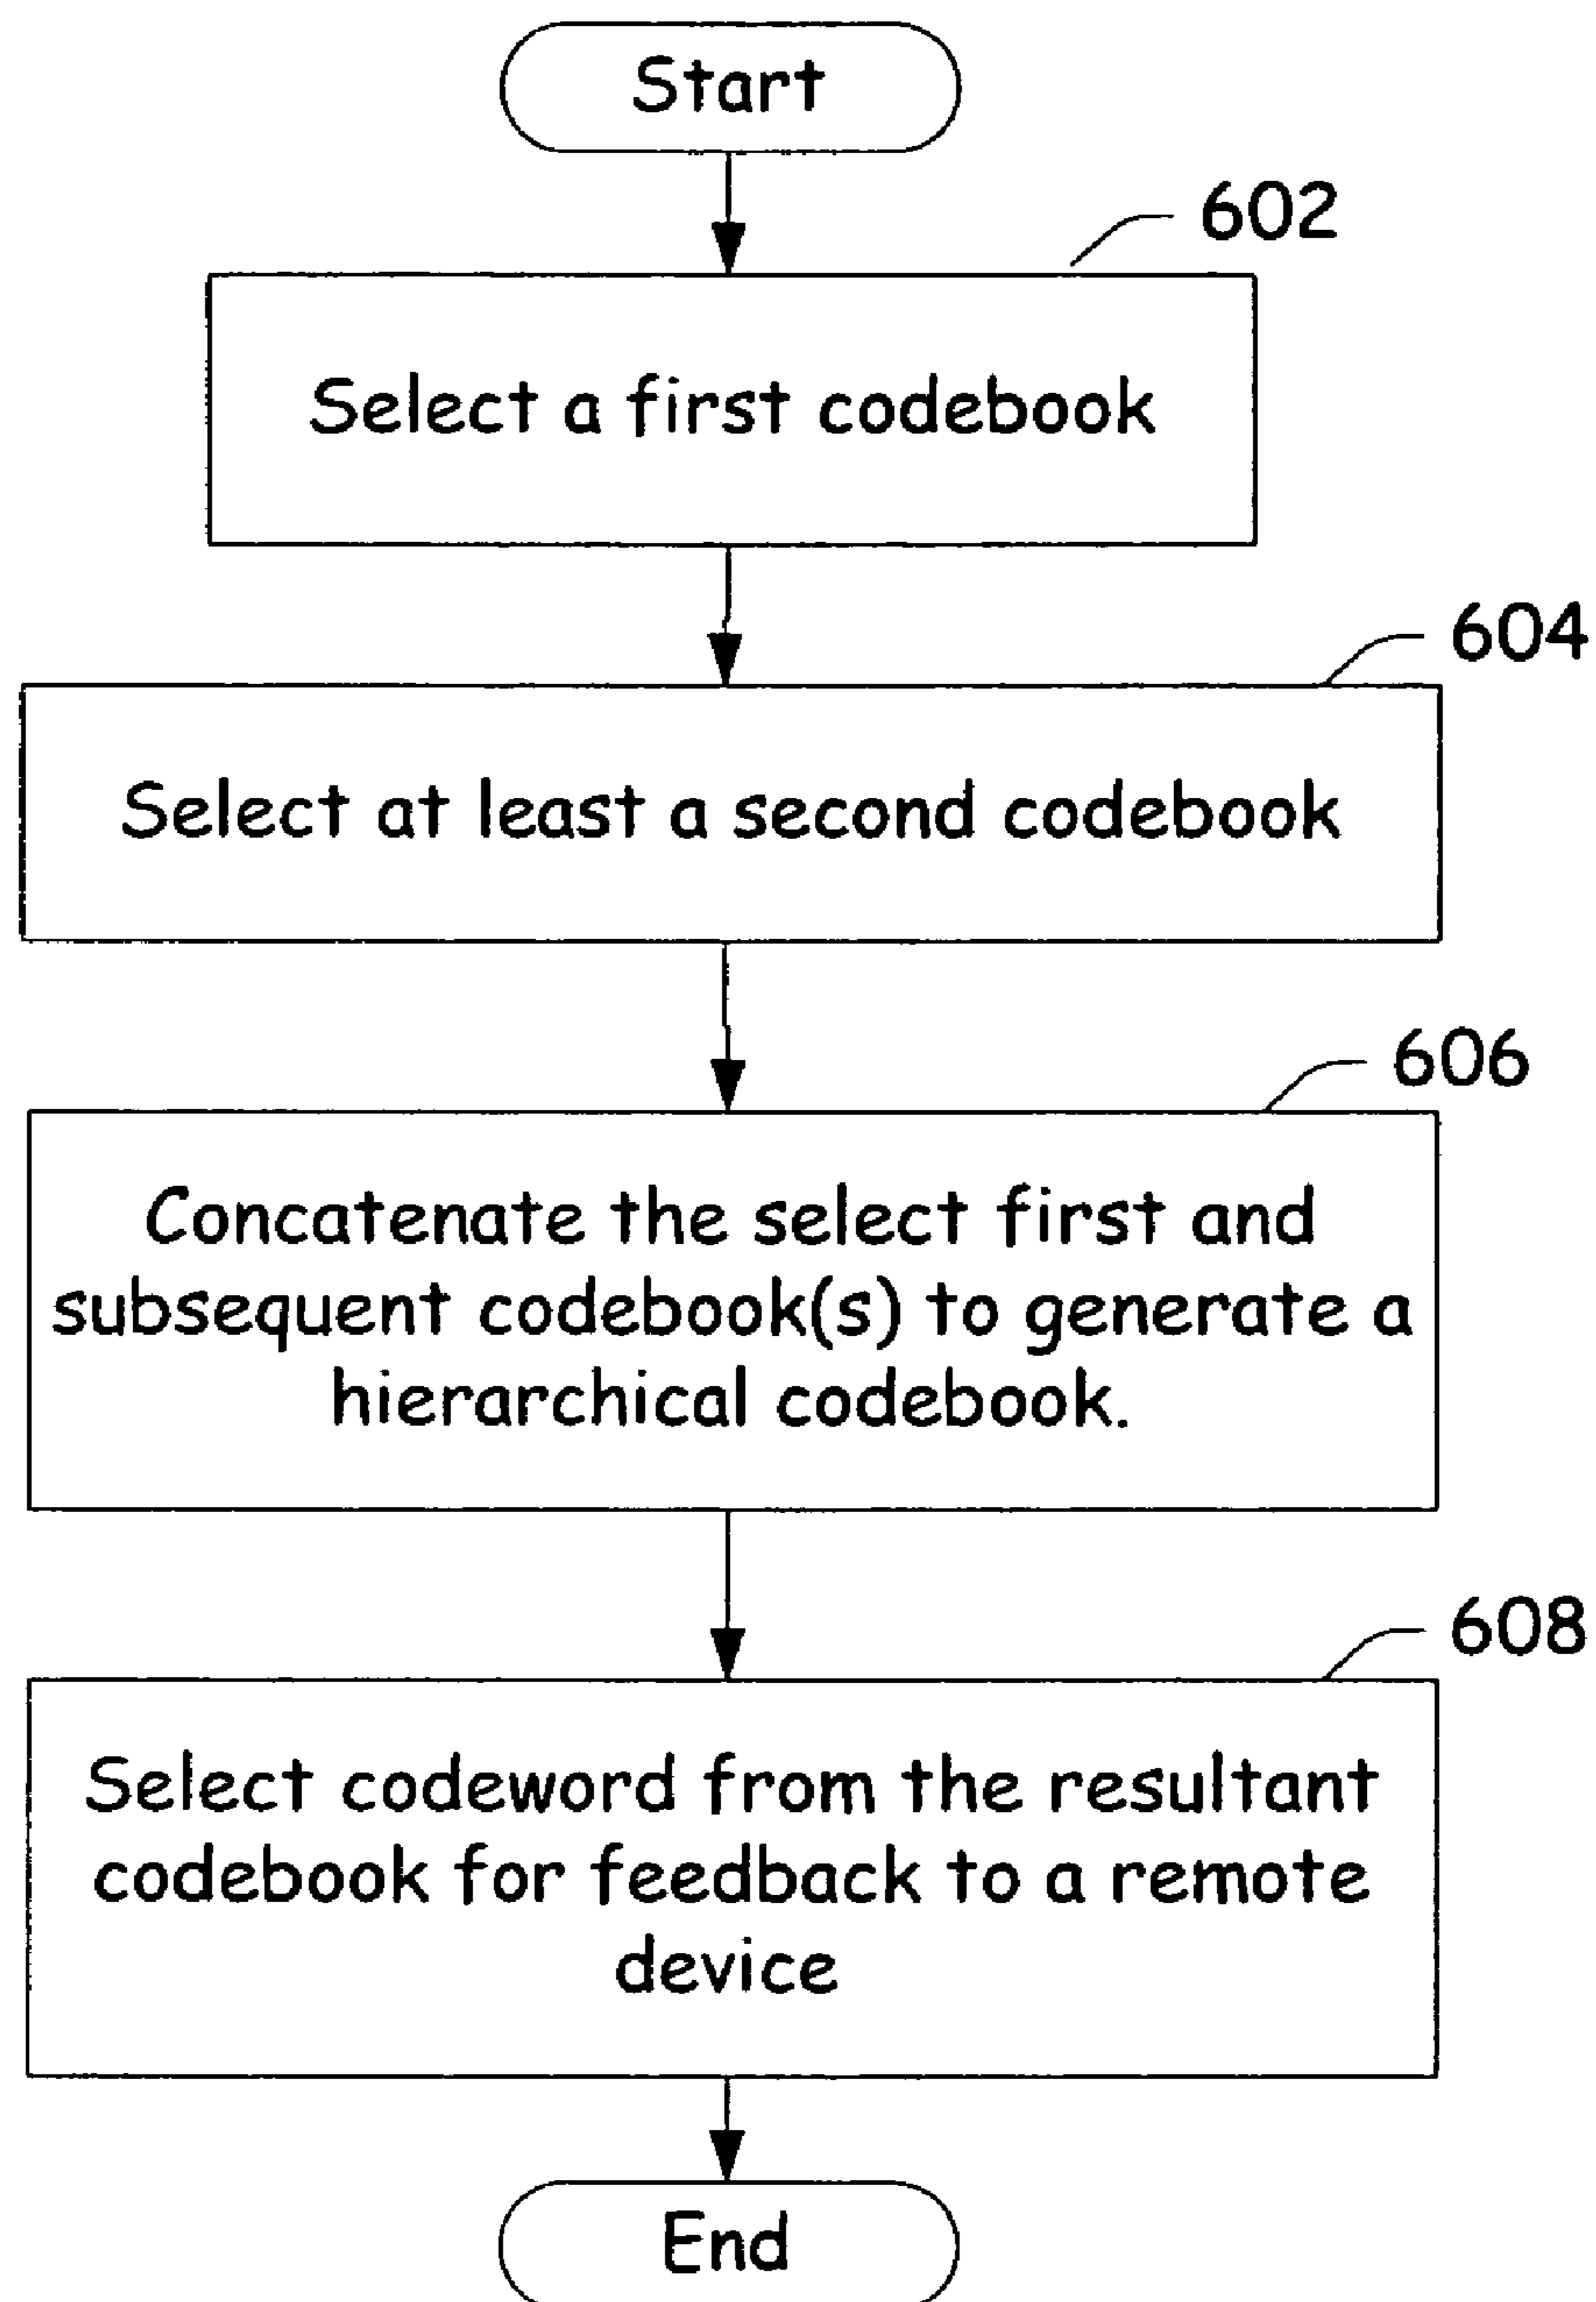 Start
602
Select a first codebook
604
Select at least a second codebook
606
Concatenate the select first and
subsequent codebook(s) to generate a
hierarchical codebook.
608
Select codeword from the resultant
codebook for feedback to a remote
device
End